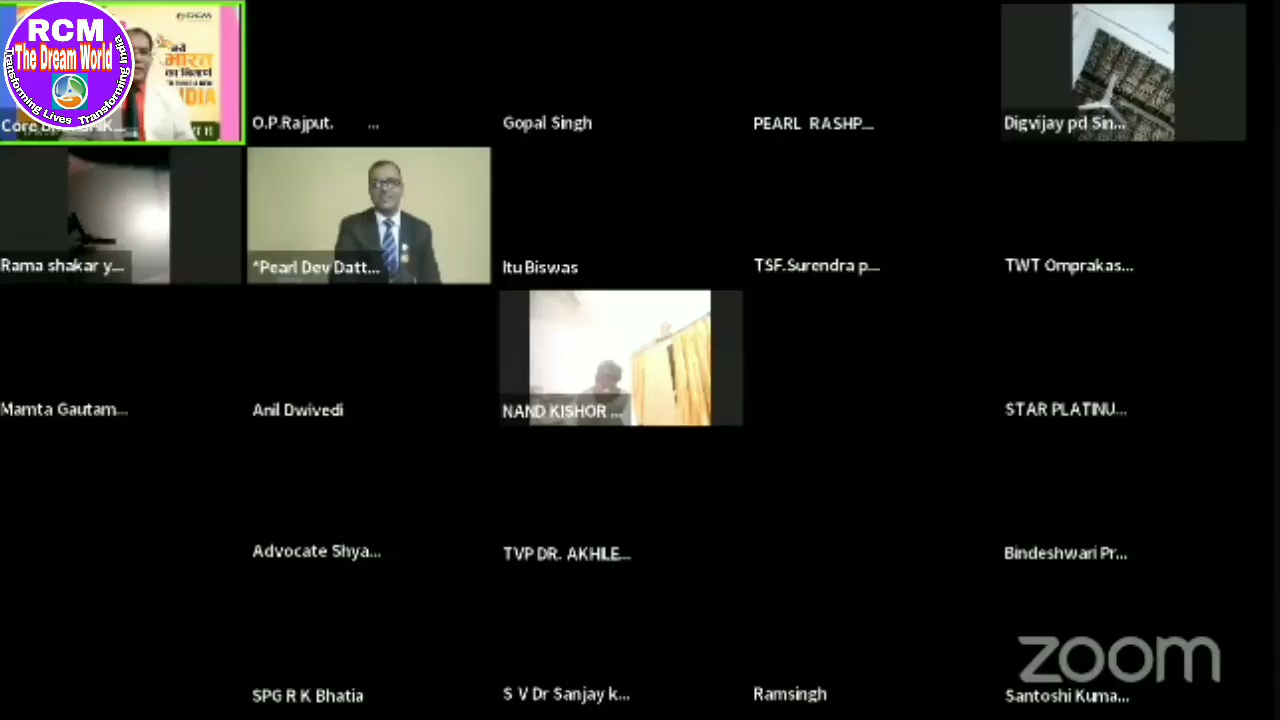 RCM
The Dream World
Transforming Lives Transforming India
RCM
भारत
O.P.Rajput. ...
Gopal Singh
PEARL RASHP...
Digvijay pd Sin...
Rama shakar y...
*Pearl Dev Datt...
Itu Biswas
TSF.Surendra p...
TWT Omprakas...
Mamta Gautam...
Anil Dwivedi
NAND KISHOR ...
STAR PLATINU...
Advocate Shya...
TVP DR. AKHILE...
Bindeshwari Pr...
zoom
SPG R K Bhatia
S V Dr Sanjay k...
Ramsingh
Santoshi Kuma...